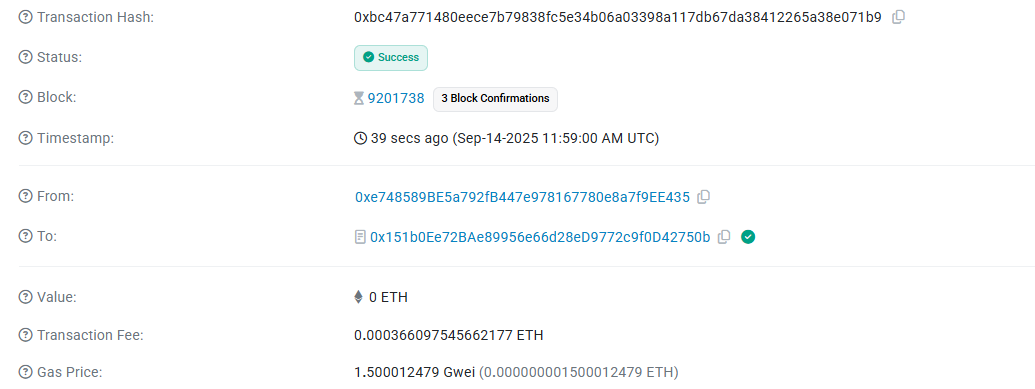 Transaction Hash: 0xbc47a771480eece7b79838fc5e34b06a03398a117db67da38412265a38e071b9
Status: Success
Block: 9201738 3 Block Confirmations
Timestamp: 39 secs ago (Sep-14-2025 11:59:00 AM UTC)
From: 0xe748589BE5a792fB447e978167780e8a7f9EE435
To: 0x151b0Ee72BAe89956e66d28eD9772c9f0D42750b
Value: 0 ETH
Transaction Fee: 0.000366097545662177 ETH
Gas Price: 1.500012479 Gwei (0.000000001500012479 ETH)